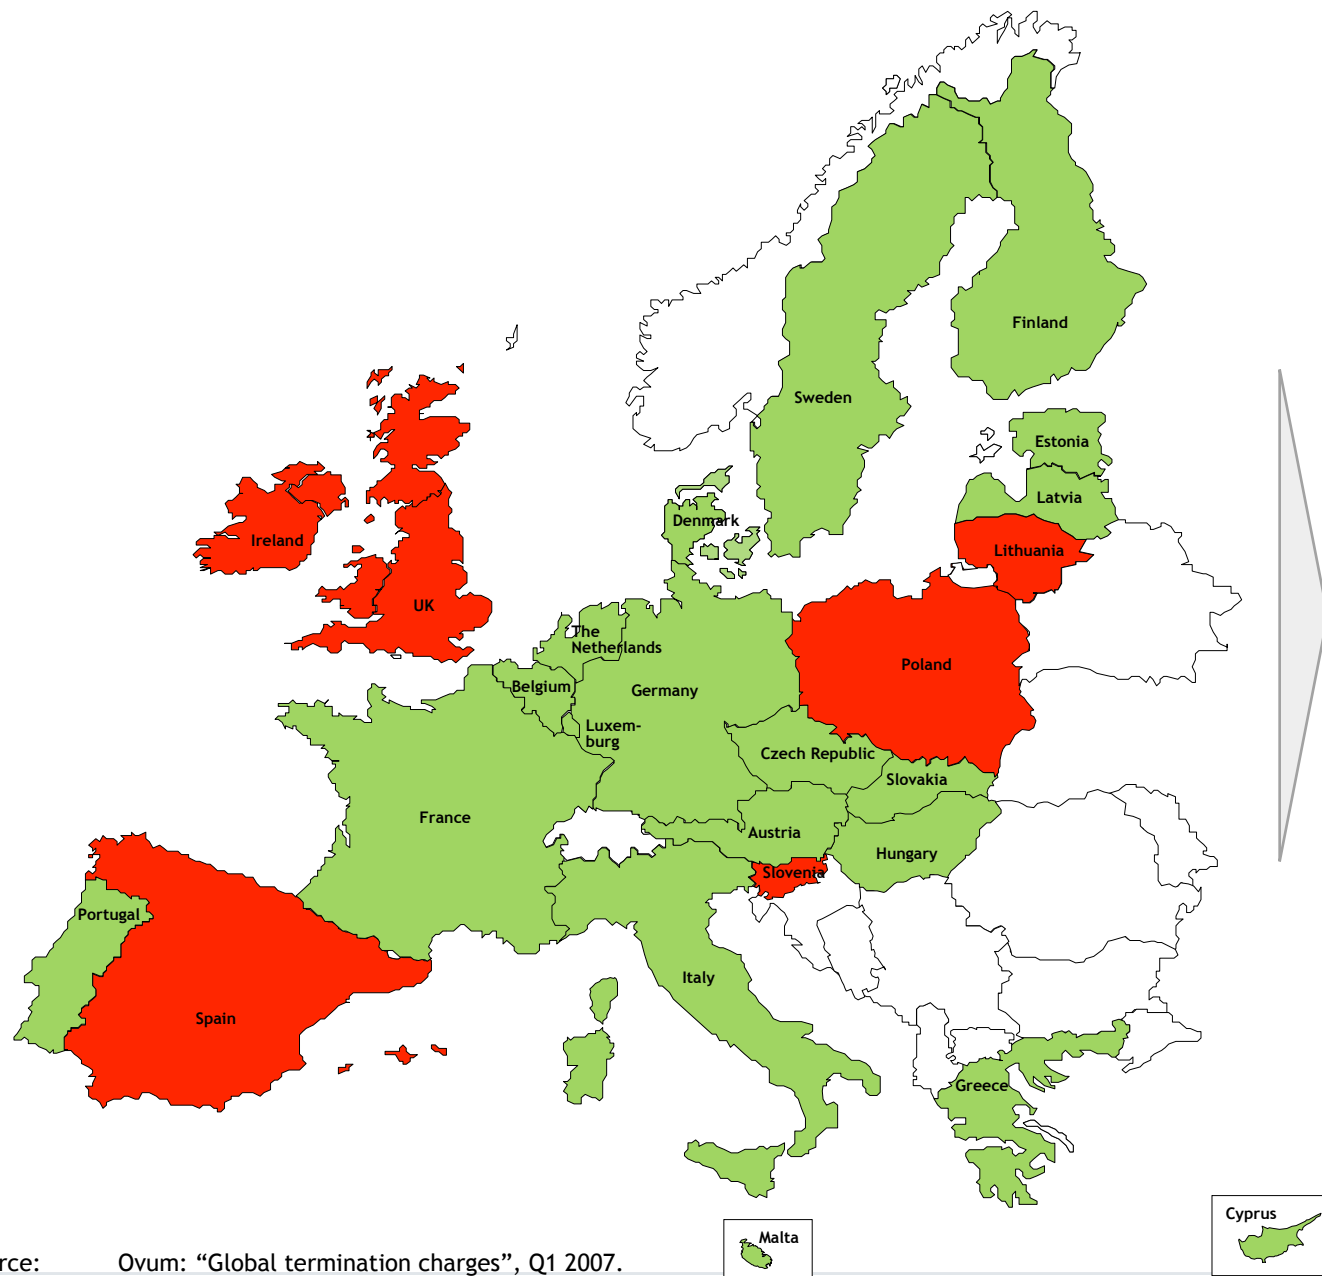 Finland
Sweden
Estonia
Latvia
Denmark
Ireland
Lithuania
UK
The
Netherlands
Poland
Belgium
Germany
Luxem-
burg
Czech Republic
Slovakia
France
Austria
Hungary
Slovenia
Portugal
Italy
Spain
Greece
Cyprus
Malta
rce: Ovum: “Global termination charges”, Q1 2007.